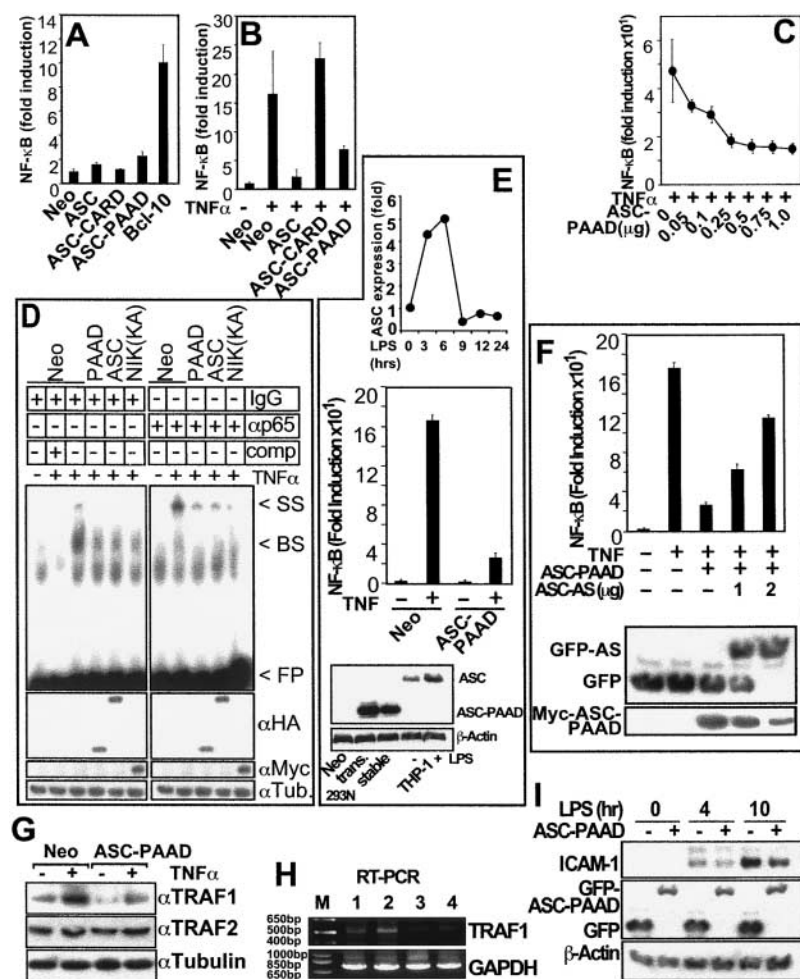 A
NF-κB (fold induction)
14
12
10
8
6
4
2
0
Neo
ASC
ASC-CARD
ASC-PAAD
Bcl-10
B
NF-κB (fold induction)
30
25
20
15
10
5
0
- + + + + TNFα
Neo
Neo
ASC
ASC-CARD
ASC-PAAD
C
NF-κB (fold induction x10¹)
6
4
2
0
TNFα + + + + + + +
ASC-PAAD(μg) 0 0.05 0.1 0.25 0.5 0.75 1.0
D
Neo PAAD ASC NIK(KA) Neo PAAD ASC NIK(KA)
+ + + + + + - - - - - IgG
- - - - - - + + + + + αp65
- + - - - - - - - - - comp
- + + + + + - + + + + TNFα
< SS
< BS
< FP
αHA
αMyc
αTub.
E
ASC expression (fold)
5
4
3
2
1
0
LPS 0 3 6 9 12 24
(hrs)
NF-κB (Fold Induction x10¹)
20
16
12
8
4
0
TNF - + - +
Neo
ASC-PAAD
ASC
ASC-PAAD
β-Actin
Neo trans. stable - + LPS
293N THP-1
F
NF-κB (Fold Induction x10¹)
20
16
12
8
4
0
- + + + + TNF
- - + + + ASC-PAAD
- - - 1 2 ASC-AS (μg)
GFP-AS
GFP
Myc-ASC-PAAD
G
Neo ASC-PAAD
- + - + TNFα
αTRAF1
αTRAF2
αTubulin
H
RT-PCR
M 1 2 3 4
650bp
500bp
400bp
TRAF1
1000bp
850bp
650bp
GAPDH
I
LPS (hr) 0 4 10
ASC-PAAD - + - + - +
ICAM-1
GFP-ASC-PAAD
GFP
β-Actin